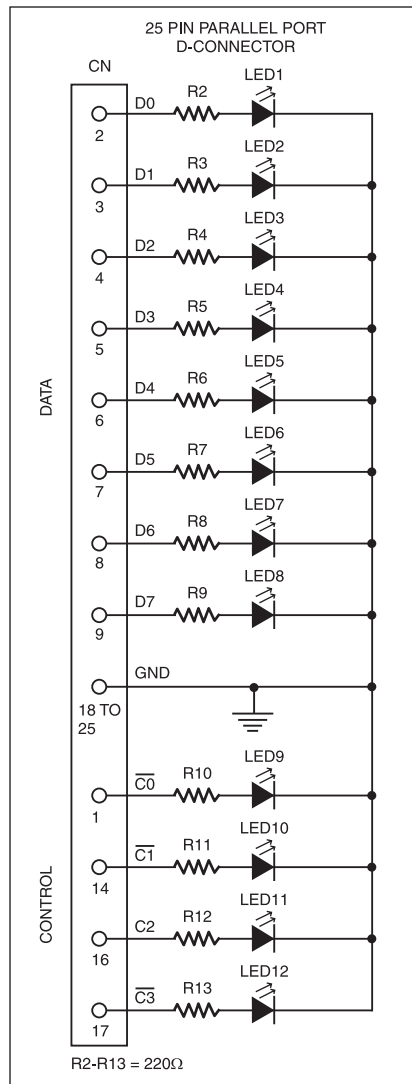 25 PIN PARALLEL PORT
D-CONNECTOR
CN
LED1
D0
R2
2
LED2
D1
R3
3
LED3
D2
R4
4
LED4
D3
R5
5
LED5
D4
R6
6
LED6
D5
R7
7
LED7
D6
R8
8
LED8
D7
R9
9
DATA
GND
18 TO
25
LED9
C̅0̅
R10
1
LED10
C̅1̅
R11
14
LED11
C2
R12
16
LED12
C̅3̅
R13
17
CONTROL
R2-R13 = 220Ω